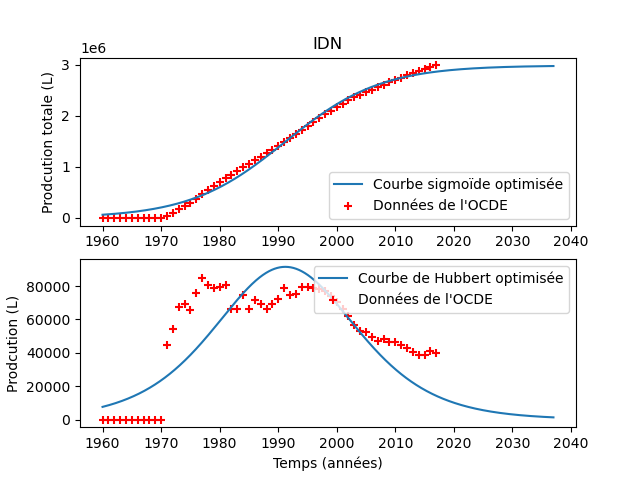 IDN
1e6
3
2
1
0
Prodcution totale (L)
Courbe sigmoïde optimisée
Données de l'OCDE
1960 1970 1980 1990 2000 2010 2020 2030 2040
80000
60000
40000
20000
0
Prodcution (L)
Courbe de Hubbert optimisée
Données de l'OCDE
1960 1970 1980 1990 2000 2010 2020 2030 2040
Temps (années)